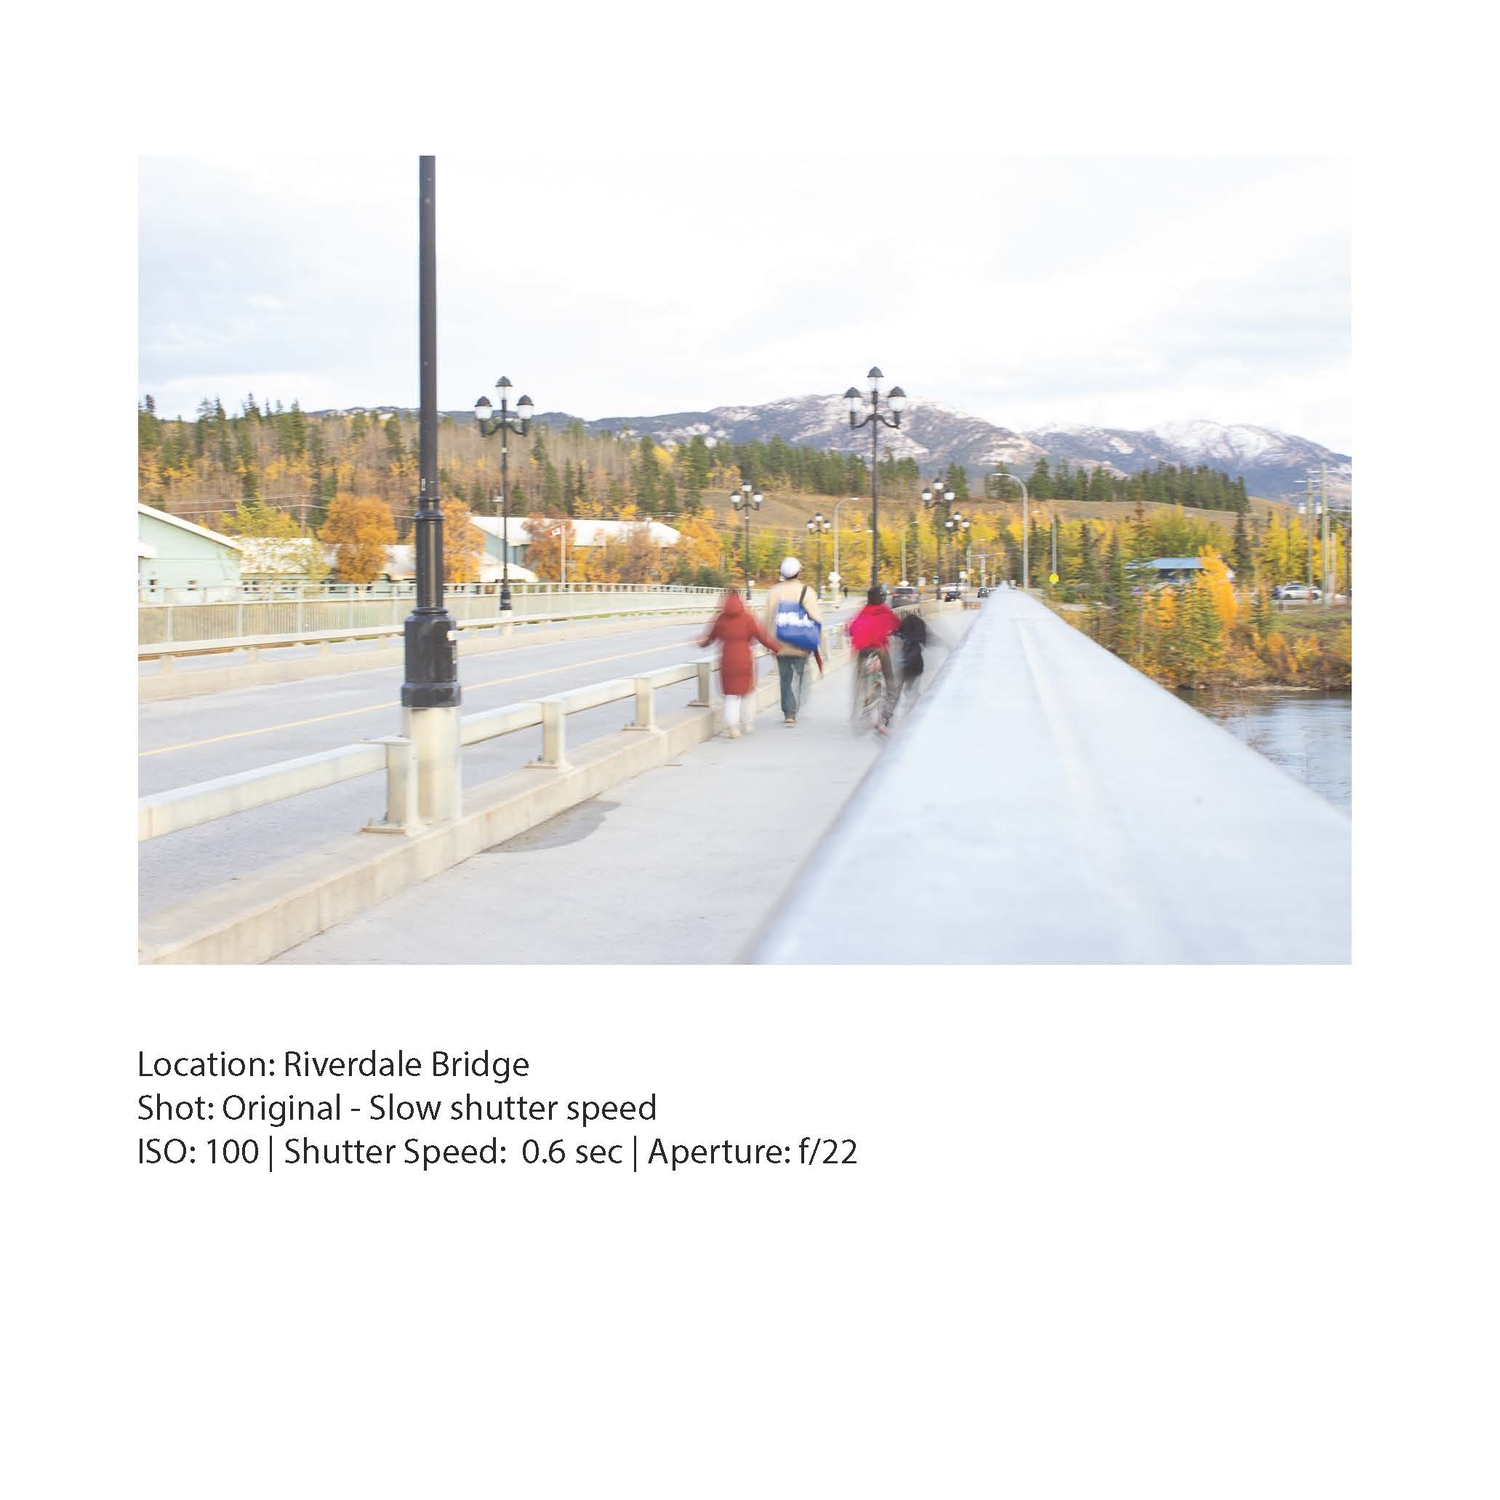 Location: Riverdale Bridge
Shot: Original - Slow shutter speed
ISO: 100 | Shutter Speed:  0.6 sec | Aperture: f/22